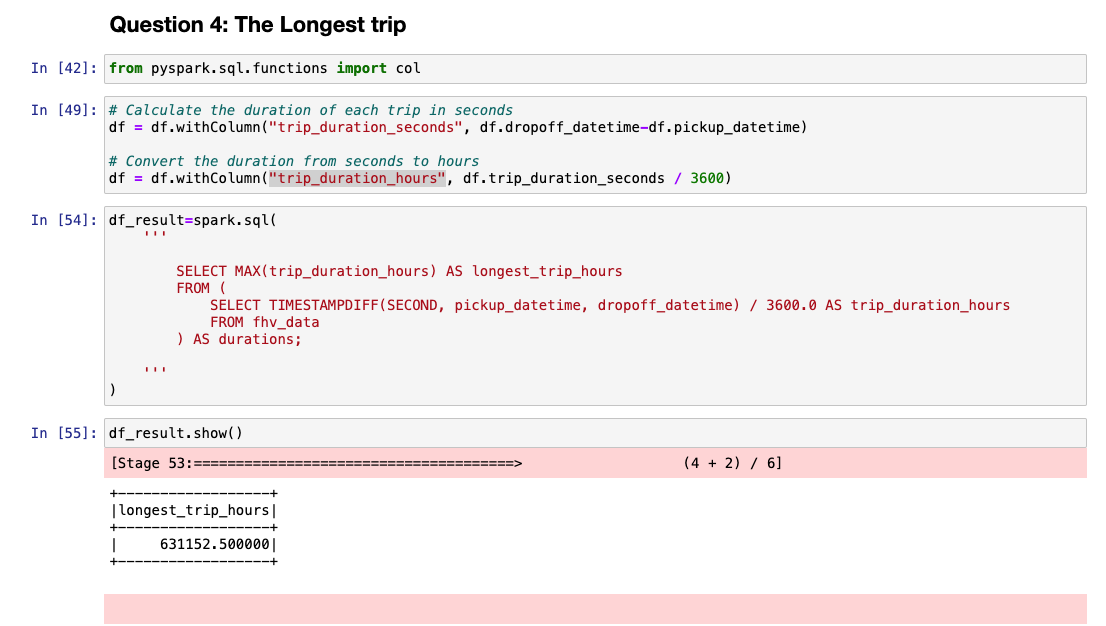 Question 4: The Longest trip
In [42]: from pyspark.sql.functions import col
In [49]: # Calculate the duration of each trip in seconds
df = df.withColumn("trip_duration_seconds", df.dropoff_datetime-df.pickup_datetime)
# Convert the duration from seconds to hours
df = df.withColumn("trip_duration_hours", df.trip_duration_seconds / 3600)
In [54]: df_result=spark.sql(
'''
SELECT MAX(trip_duration_hours) AS longest_trip_hours
FROM (
SELECT TIMESTAMPDIFF(SECOND, pickup_datetime, dropoff_datetime) / 3600.0 AS trip_duration_hours
FROM fhv_data
) AS durations;
'''
)
In [55]: df_result.show()
[Stage 53:======================================> (4 + 2) / 6]
+------------------+
|longest_trip_hours|
+------------------+
| 631152.500000|
+------------------+